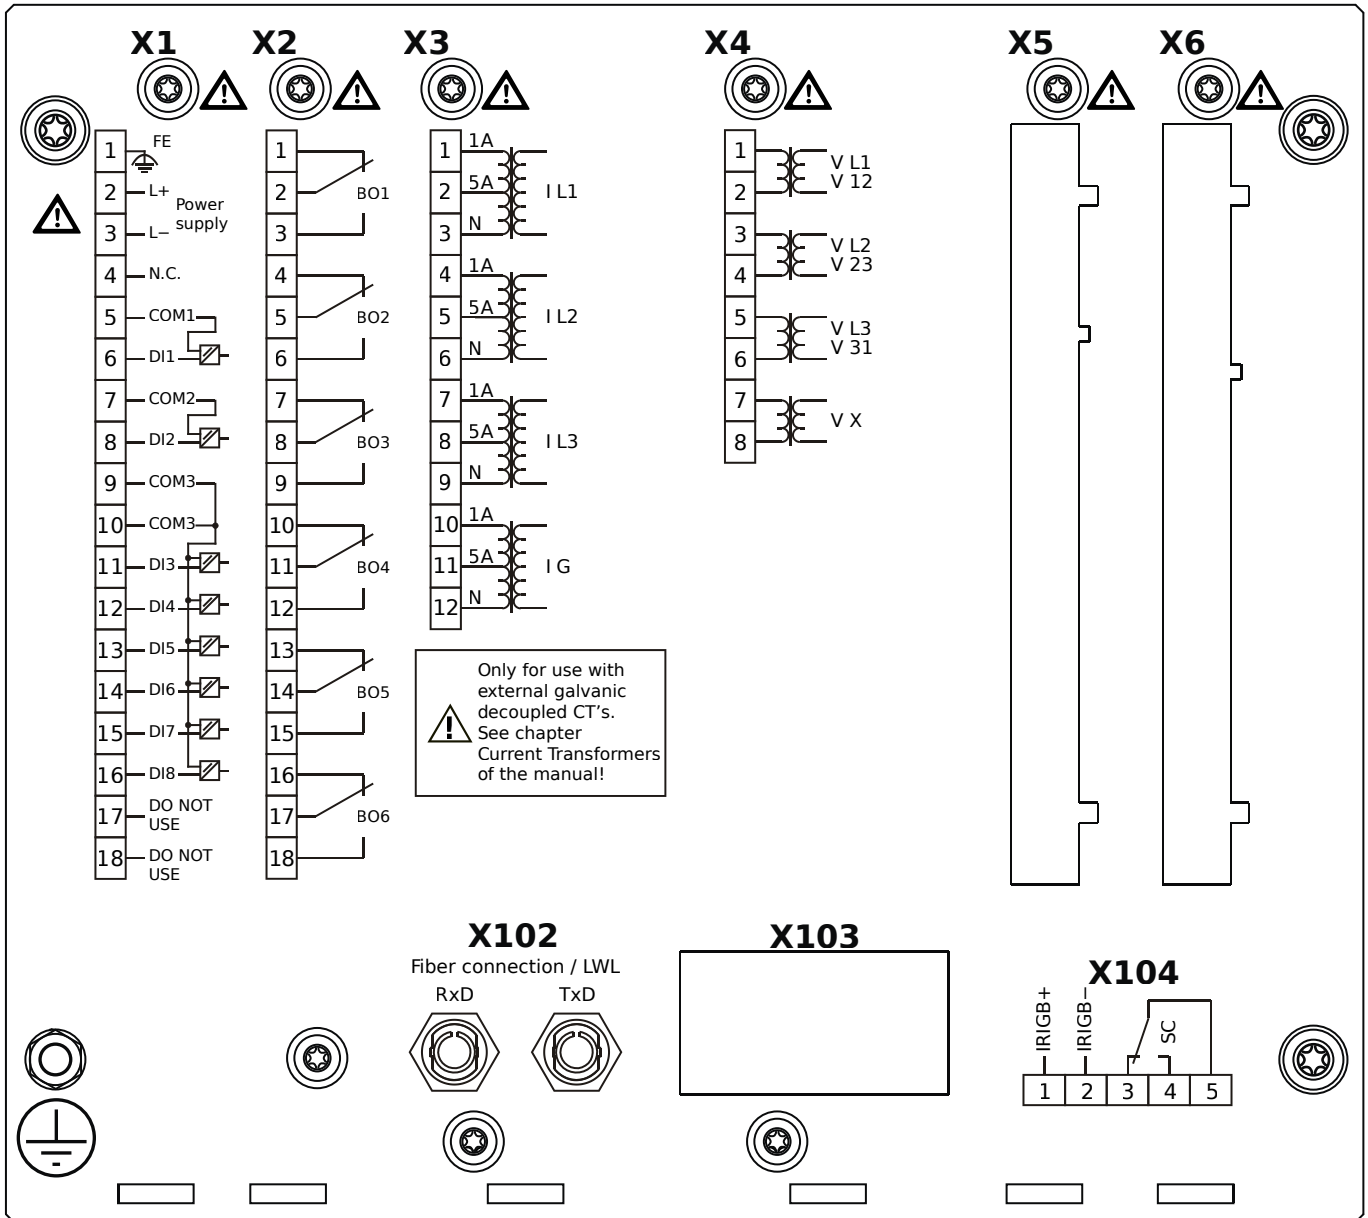 X1
X2
X3
X4
X5
X6
1 FE
2 L+
Power
supply
3 L−
4 N.C.
5 COM1
6 DI1
7 COM2
8 DI2
9 COM3
10 COM3
11 DI3
12 DI4
13 DI5
14 DI6
15 DI7
16 DI8
17 DO NOT
USE
18 DO NOT
USE
1
2 BO1
3
4
5 BO2
6
7
8 BO3
9
10
11 BO4
12
13
14 BO5
15
16
17 BO6
18
1 1A
2 5A I L1
3 N
4 1A
5 5A I L2
6 N
7 1A
8 5A I L3
9 N
10 1A
11 5A I G
12 N
Only for use with
external galvanic
decoupled CT's.
See chapter
Current Transformers
of the manual!
1 V L1
2 V 12
3 V L2
4 V 23
5 V L3
6 V 31
7
V X
8
X102
Fiber connection / LWL
RxD TxD
X103
X104
IRIGB+
IRIGB−
SC
1 2 3 4 5